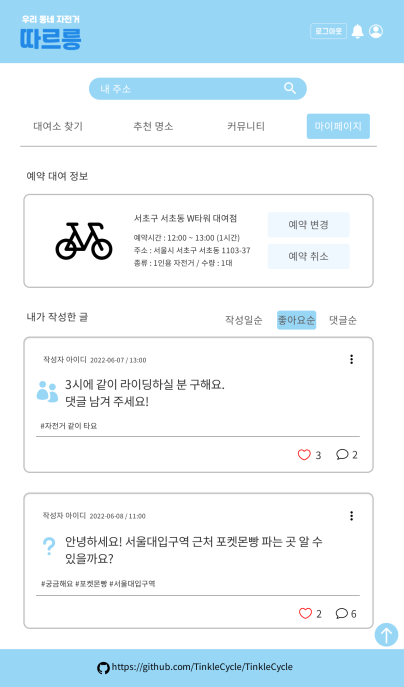 우리 동네 자전거
따르릉
로그아웃
내 주소
대여소 찾기
추천 명소
커뮤니티
마이페이지
예약 대여 정보
서초구 서초동 W타워 대여점
예약시간 : 12:00 ~ 13:00 (1시간)
주소 : 서울시 서초구 서초동 1103-37
종류 : 1인용 자전거 / 수량 : 1대
예약 변경
예약 취소
내가 작성한 글
작성일순
좋아요순
댓글순
작성자 아이디 2022-06-07 / 13:00
3시에 같이 라이딩하실 분 구해요.
댓글 남겨 주세요!
#자전거 같이 타요
3
2
작성자 아이디 2022-06-08 / 11:00
안녕하세요! 서울대입구역 근처 포켓몬빵 파는 곳 알 수
있을까요?
#궁금해요 #포켓몬빵 #서울대입구역
2
6
https://github.com/TinkleCycle/TinkleCycle